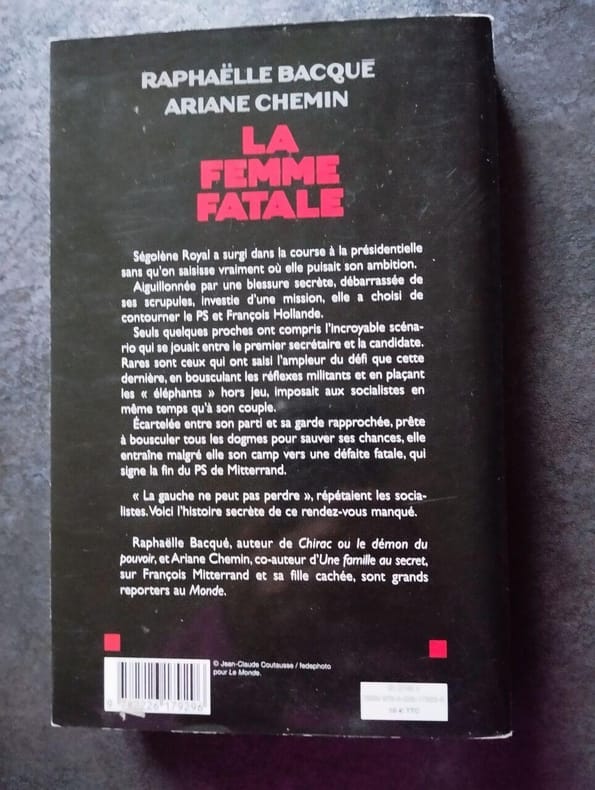 RAPHAËLLE BACQUÉ
ARIANE CHEMIN
LA
FEMME
FATALE
Ségolène Royal a surgi dans la course à la présidentielle
sans qu'on saisisse vraiment où elle puisait son ambition.
Aiguillonnée par une blessure secrète, débarrassée de
ses scrupules, investie d'une mission, elle a choisi de
contourner le PS et François Hollande.
Seuls quelques proches ont compris l'incroyable scéna-
rio qui se jouait entre le premier secrétaire et la candidate.
Rares sont ceux qui ont saisi l'ampleur du défi que cette
dernière, en bousculant les réflexes militants et en plaçant
les « éléphants » hors jeu, imposait aux socialistes en
même temps qu'à son couple.
Écartelée entre son parti et sa garde rapprochée, prête
à bousculer tous les dogmes pour sauver ses chances, elle
entraîne malgré elle son camp vers une défaite fatale, qui
signe la fin du PS de Mitterrand.
« La gauche ne peut pas perdre », répétaient les socia-
listes. Voici l'histoire secrète de ce rendez-vous manqué.
Raphaëlle Bacqué, auteur de Chirac ou le démon du
pouvoir, et Ariane Chemin, co-auteur d'Une famille au secret,
sur François Mitterrand et sa fille cachée, sont grands
reporters au Monde.
© Jean-Claude Coutausse / fedephoto
pour Le Monde.
9 782226 179296
16 € TTC